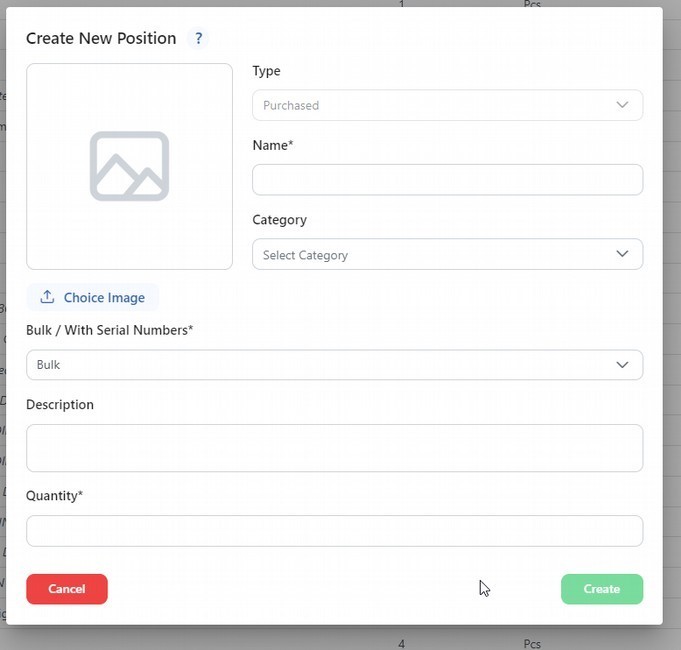 1 Pcs
Create New Position ?
Type
Purchased
Name*
Category
Select Category
Choice Image
Bulk / With Serial Numbers*
Bulk
Description
Quantity*
Cancel Create
4 Pcs